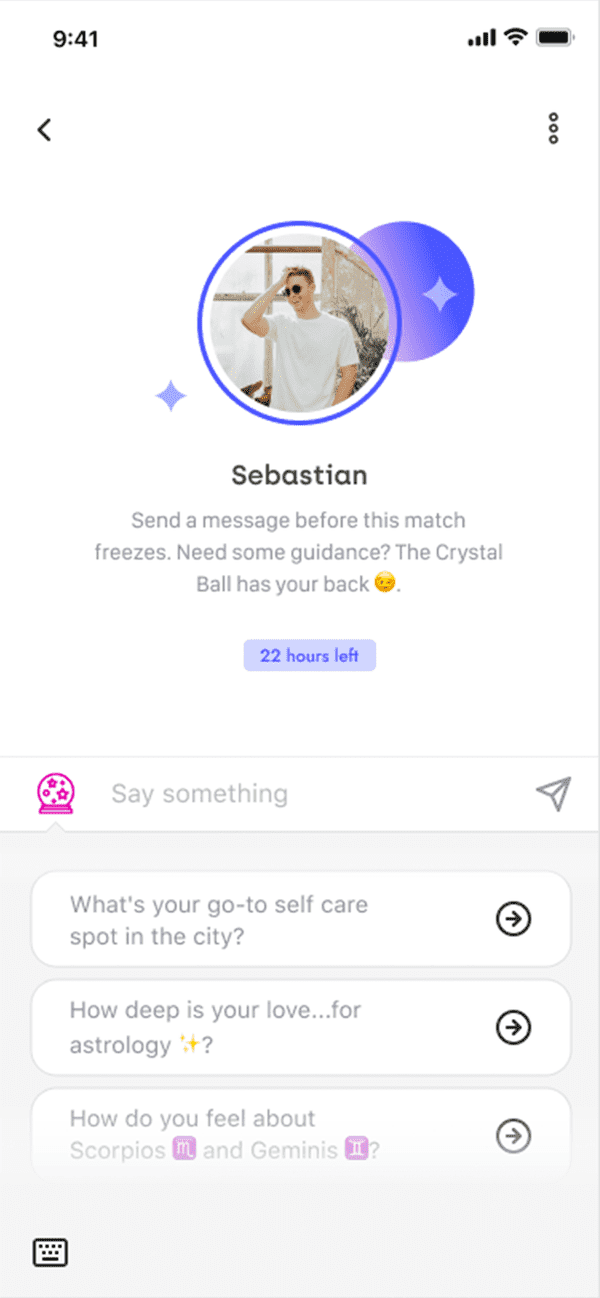 9:41
Sebastian
Send a message before this match
freezes. Need some guidance? The Crystal
Ball has your back 😏.
22 hours left
Say something
What's your go-to self care
spot in the city?
How deep is your love...for
astrology ✨?
How do you feel about
Scorpios ♏ and Geminis ♊?